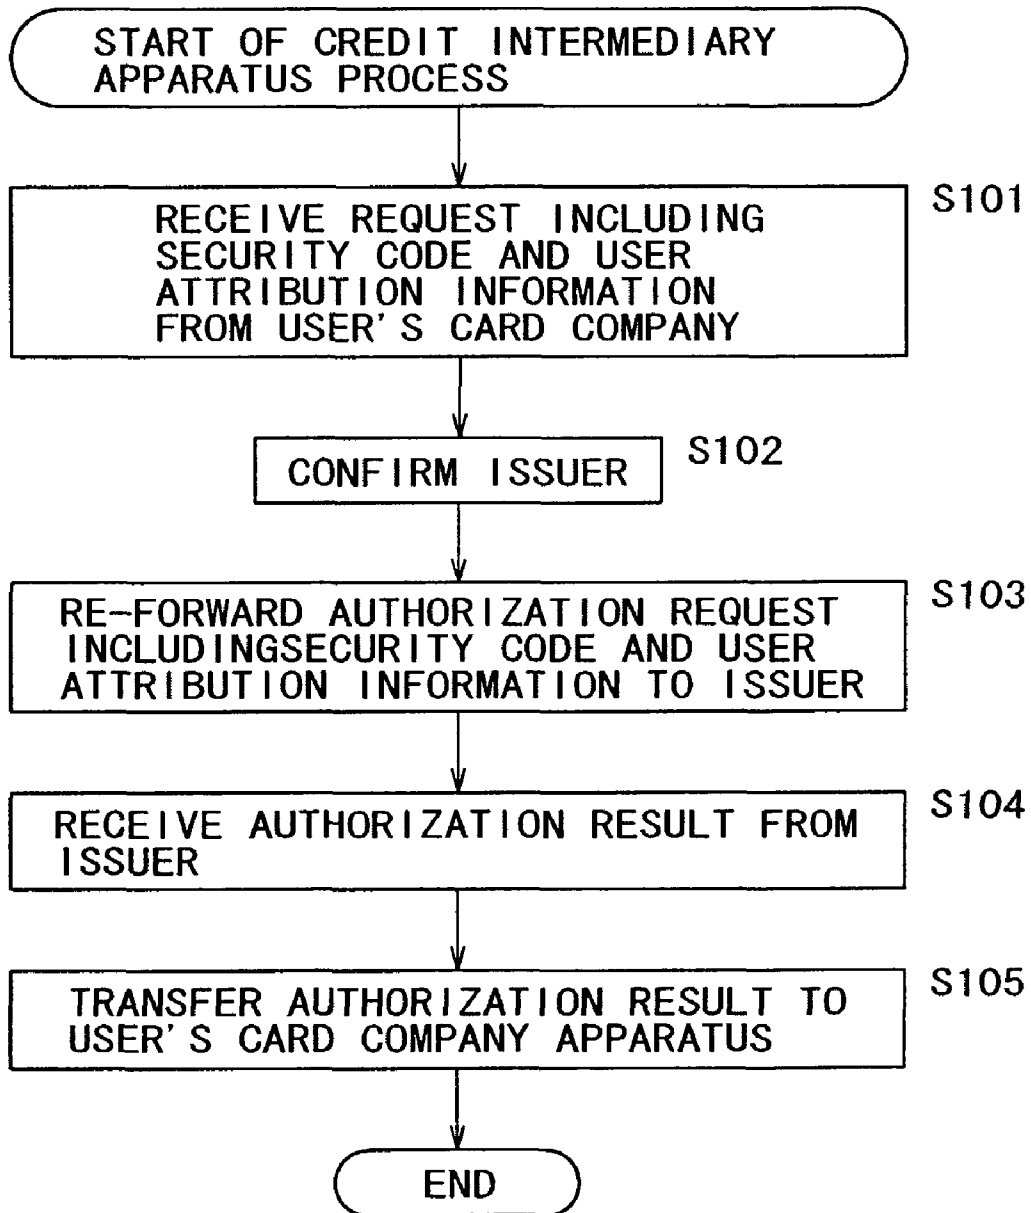 START OF CREDIT INTERMEDIARY
APPARATUS PROCESS
S101
RECEIVE REQUEST INCLUDING
SECURITY CODE AND USER
ATTRIBUTION INFORMATION
FROM USER'S CARD COMPANY
S102
CONFIRM ISSUER
S103
RE-FORWARD AUTHORIZATION REQUEST
INCLUDINGSECURITY CODE AND USER
ATTRIBUTION INFORMATION TO ISSUER
S104
RECEIVE AUTHORIZATION RESULT FROM
ISSUER
S105
TRANSFER AUTHORIZATION RESULT TO
USER'S CARD COMPANY APPARATUS
END